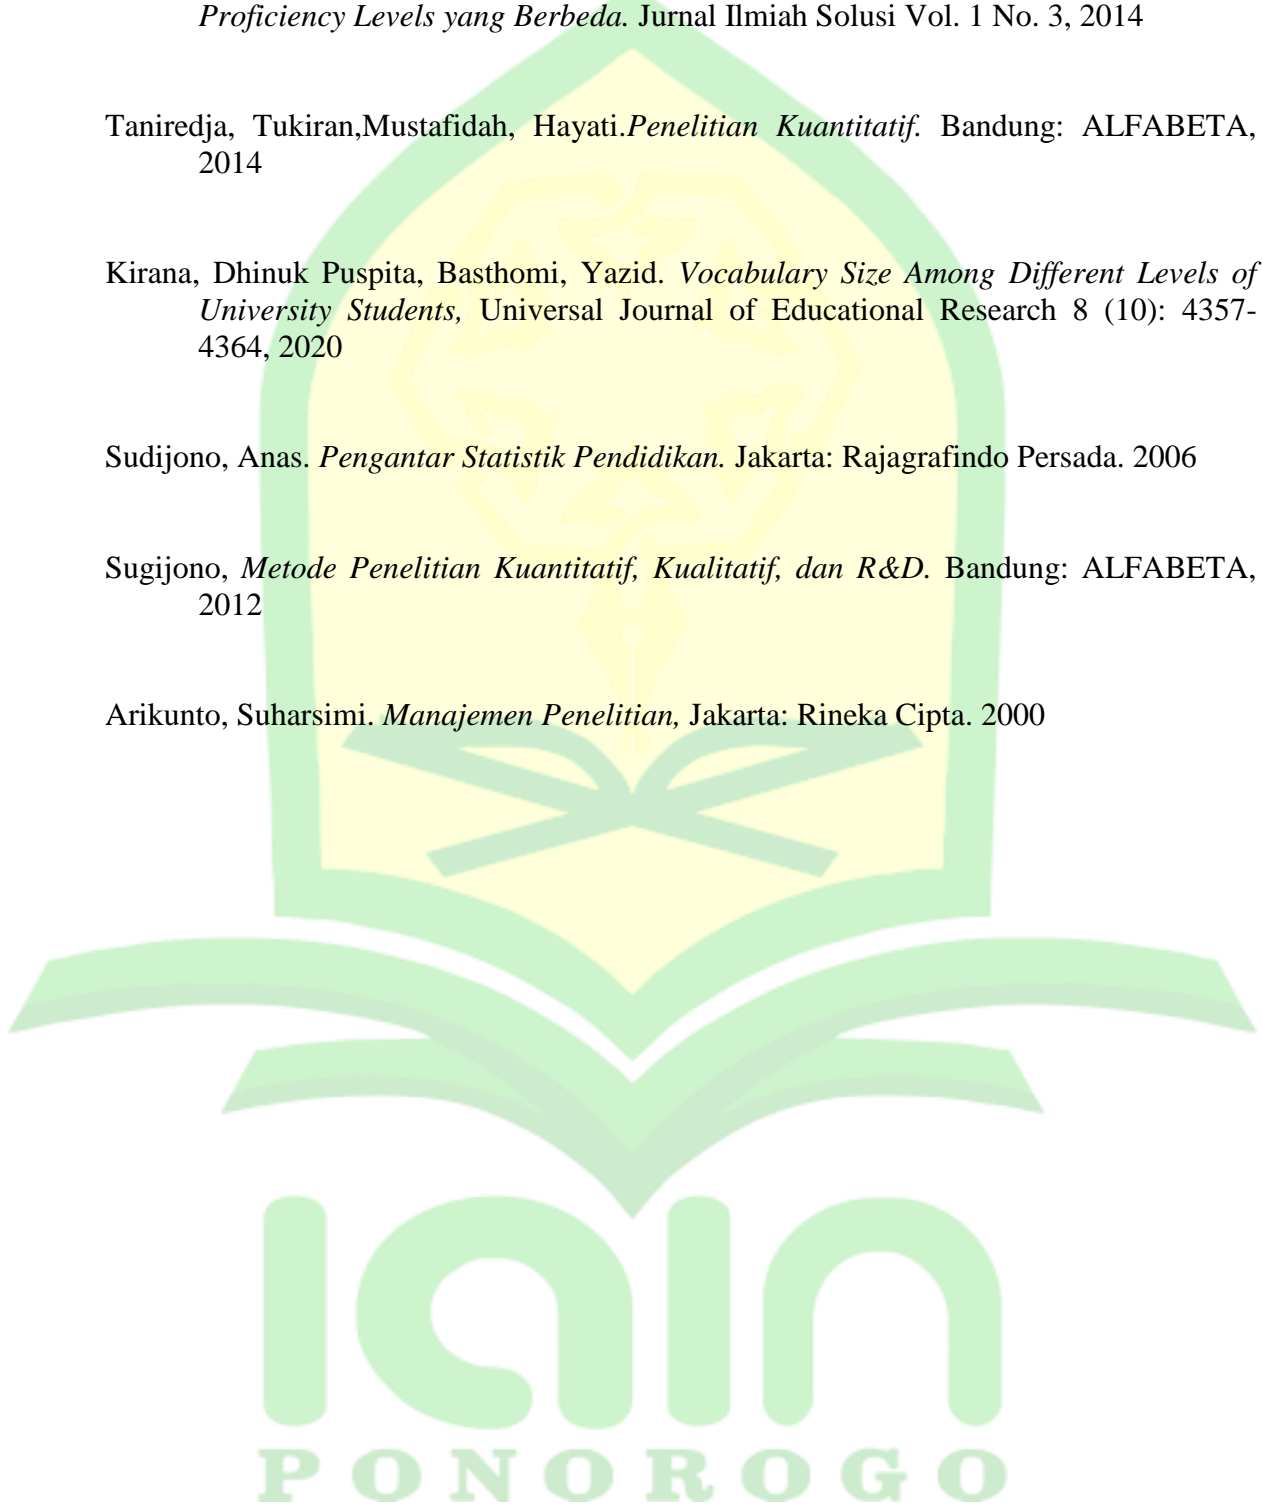 Proficiency Levels yang Berbeda. Jurnal Ilmiah Solusi Vol. 1 No. 3, 2014
Taniredja, Tukiran,Mustafidah, Hayati.Penelitian Kuantitatif. Bandung: ALFABETA,
2014
Kirana, Dhinuk Puspita, Basthomi, Yazid. Vocabulary Size Among Different Levels of
University Students, Universal Journal of Educational Research 8 (10): 4357-
4364, 2020
Sudijono, Anas. Pengantar Statistik Pendidikan. Jakarta: Rajagrafindo Persada. 2006
Sugijono, Metode Penelitian Kuantitatif, Kualitatif, dan R&D. Bandung: ALFABETA,
2012
Arikunto, Suharsimi. Manajemen Penelitian, Jakarta: Rineka Cipta. 2000
iain
PONOROGO